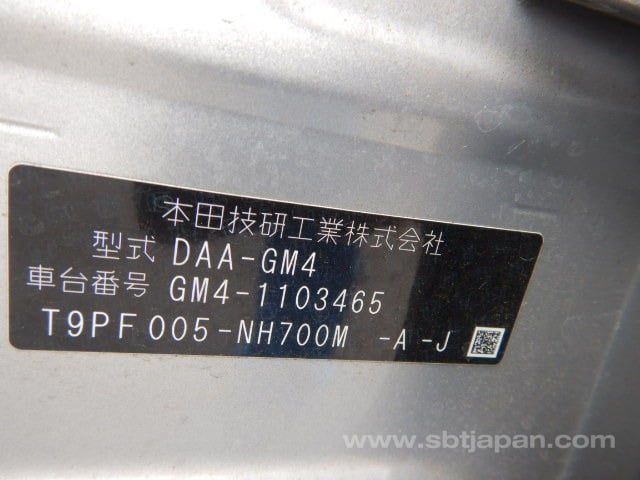 本田技研工業株式会社
型式 DAA-GM4
車台番号 GM4-1103465
T9PF005-NH700M -A-J
www.sbtjapan.com